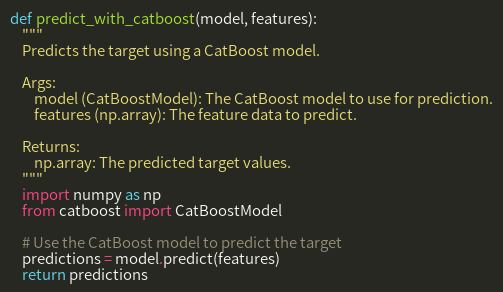 def predict_with_catboost(model, features):
    """
    Predicts the target using a CatBoost model.

    Args:
        model (CatBoostModel): The CatBoost model to use for prediction.
        features (np.array): The feature data to predict.

    Returns:
        np.array: The predicted target values.
    """
    import numpy as np
    from catboost import CatBoostModel

    # Use the CatBoost model to predict the target
    predictions = model.predict(features)
    return predictions